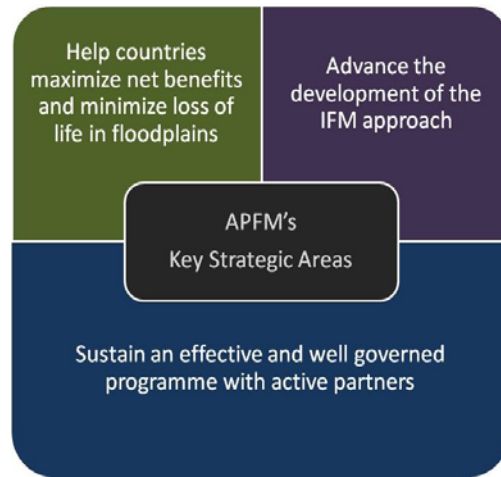 Help countries
maximize net benefits
and minimize loss of
life in floodplains
Advance the
development of the
IFM approach
APFM's
Key Strategic Areas
Sustain an effective and well governed
programme with active partners